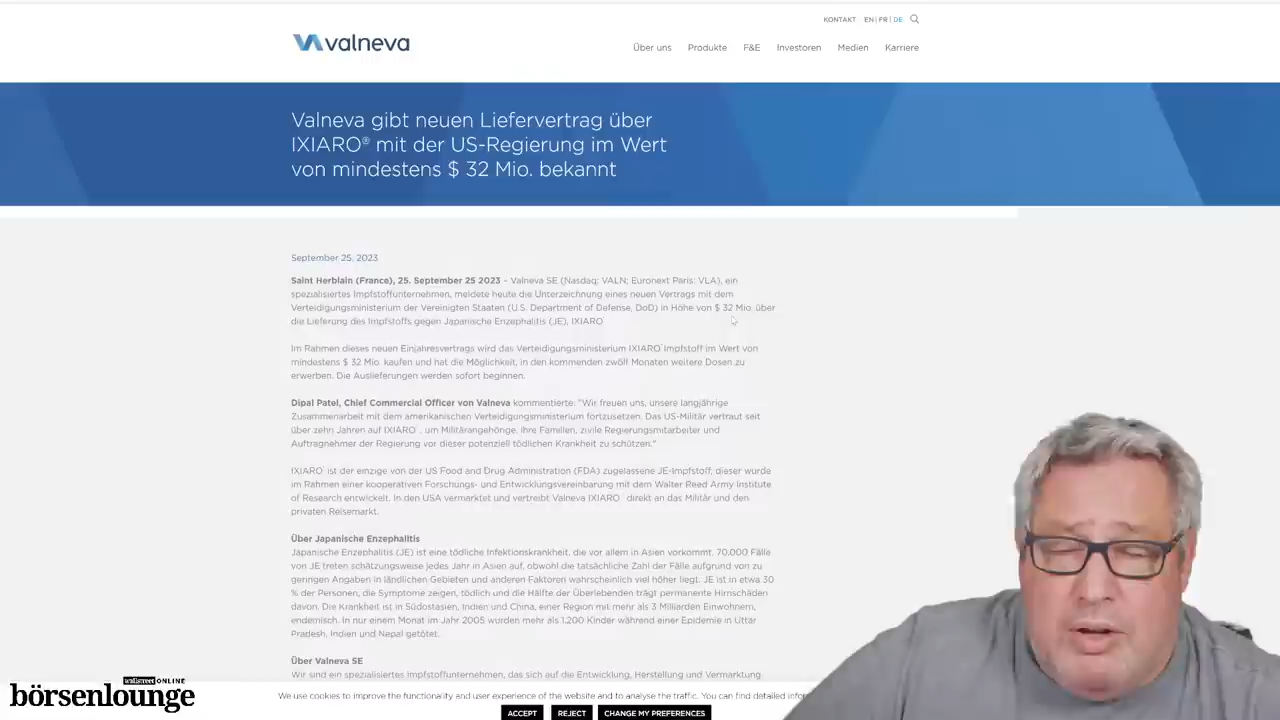 KONTAKT EN | FR | DE
valneva
Über uns Produkte F&E Investoren Medien Karriere
Valneva gibt neuen Liefervertrag über
IXIARO® mit der US-Regierung im Wert
von mindestens $ 32 Mio. bekannt
September 25, 2023
Saint Herblain (France), 25. September 25 2023 – Valneva SE (Nasdaq: VALN; Euronext Paris: VLA), ein
spezialisiertes Impfstoffunternehmen, meldete heute die Unterzeichnung eines neuen Vertrags mit dem
Verteidigungsministerium der Vereinigten Staaten (U.S. Department of Defense, DoD) in Höhe von $ 32 Mio. über
die Lieferung des Impfstoffs gegen Japanische Enzephalitis (JE), IXIARO
Im Rahmen dieses neuen Einjahresvertrags wird das Verteidigungsministerium IXIARO Impfstoff im Wert von
mindestens $ 32 Mio. kaufen und hat die Möglichkeit, in den kommenden zwölf Monaten weitere Dosen zu
erwerben. Die Auslieferungen werden sofort beginnen.
Dipal Patel, Chief Commercial Officer von Valneva kommentierte: "Wir freuen uns, unsere langjährige
Zusammenarbeit mit dem amerikanischen Verteidigungsministerium fortzusetzen. Das US-Militär vertraut seit
über zehn Jahren auf IXIARO , um Militärangehörige, ihre Familien, zivile Regierungsmitarbeiter und
Auftragnehmer der Regierung vor dieser potenziell tödlichen Krankheit zu schützen."
IXIARO ist der einzige von der US Food and Drug Administration (FDA) zugelassene JE-Impfstoff; dieser wurde
im Rahmen einer kooperativen Forschungs- und Entwicklungsvereinbarung mit dem Walter Reed Army Institute
of Research entwickelt. In den USA vermarktet und vertreibt Valneva IXIARO direkt an das Militär und den
privaten Reisemarkt.
Über Japanische Enzephalitis
Japanische Enzephalitis (JE) ist eine tödliche Infektionskrankheit, die vor allem in Asien vorkommt. 70.000 Fälle
von JE treten schätzungsweise jedes Jahr in Asien auf, obwohl die tatsächliche Zahl der Fälle aufgrund von zu
geringen Angaben in ländlichen Gebieten und anderen Faktoren wahrscheinlich viel höher liegt. JE ist in etwa 30
% der Personen, die Symptome zeigen, tödlich und die Hälfte der Überlebenden trägt permanente Hirnschäden
davon. Die Krankheit ist in Südostasien, Indien und China, einer Region mit mehr als 3 Milliarden Einwohnern,
endemisch. In nur einem Monat im Jahr 2005 wurden mehr als 1.200 Kinder während einer Epidemie in Uttar
Pradesh, Indien und Nepal getötet.
Über Valneva SE
Wir sind ein spezialisiertes Impfstoffunternehmen, das sich auf die Entwicklung, Herstellung und Vermarktung
wallstreet ONLINE
börsenlounge
We use cookies to improve the functionality and user experience of the website and to analyse the traffic. You can find detailed
ACCEPT REJECT CHANGE MY PREFERENCES